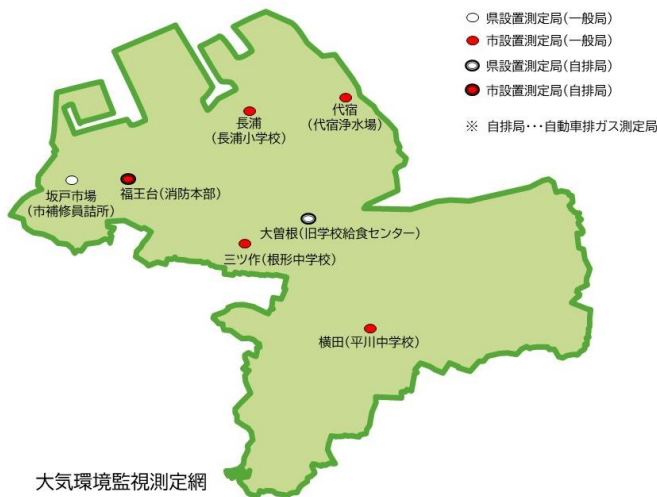 県設置測定局(一般局)
市設置測定局(一般局)
県設置測定局(自排局)
市設置測定局(自排局)
※ 自排局・・・自動車排ガス測定局
代宿
(代宿浄水場)
長浦
(長浦小学校)
坂戸市場
(市補修員詰所)
福王台(消防本部)
大曽根(旧学校給食センター)
三ツ作(根形中学校)
横田(平川中学校)
大気環境監視測定網